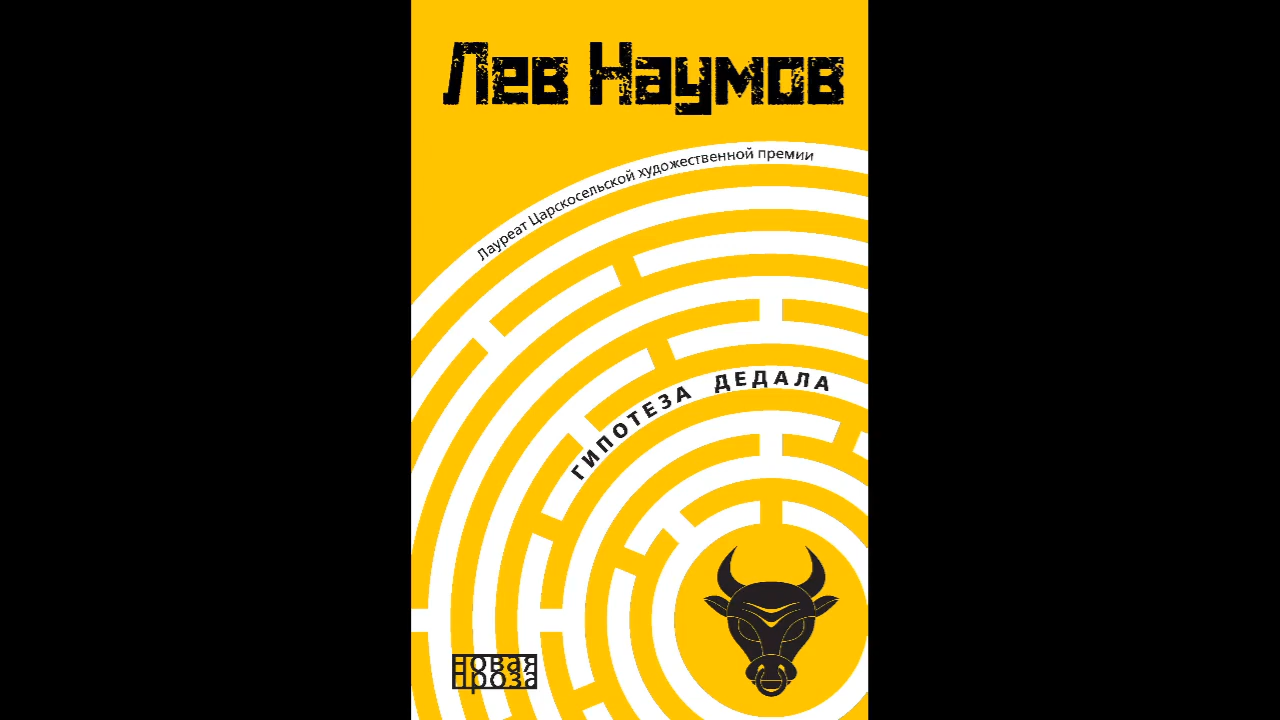 Лев Наумов
Лауреат Царскосельской художественной премии
ГИПОТЕЗА ДЕДАЛА
новая
проза